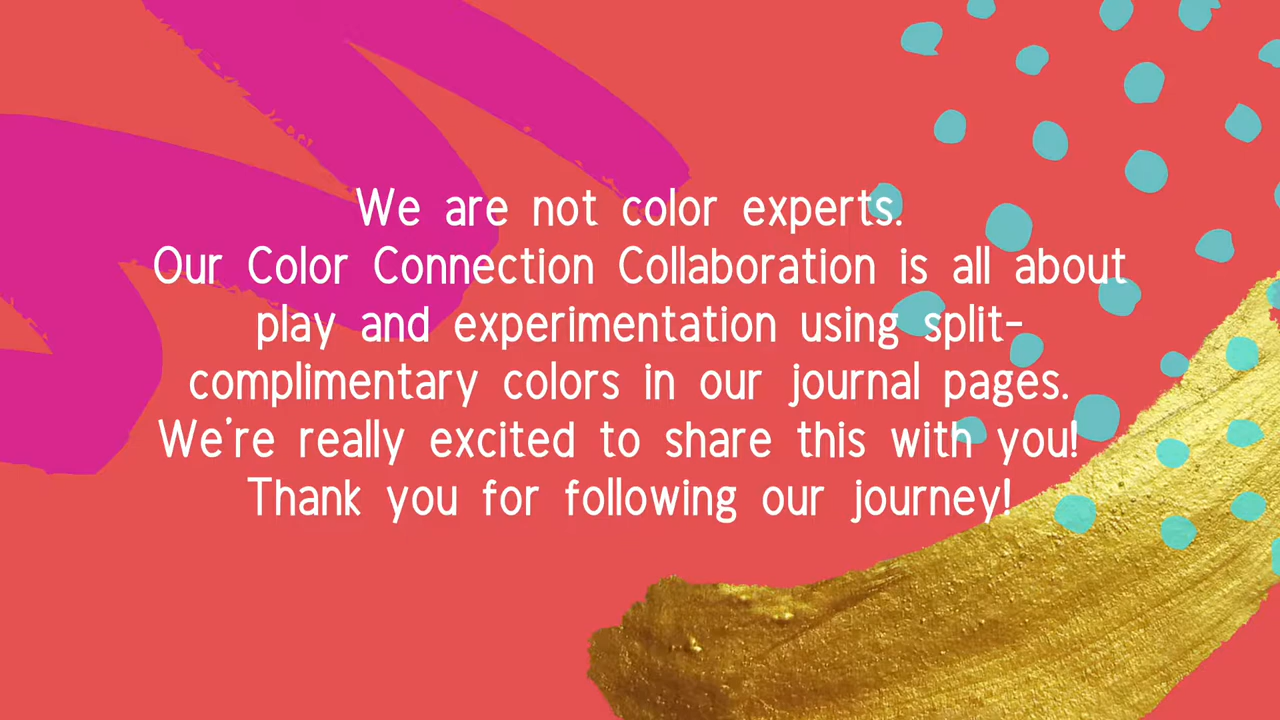 We are not color experts.
Our Color Connection Collaboration is all about
play and experimentation using split-
complimentary colors in our journal pages.
We're really excited to share this with you!
Thank you for following our journey!